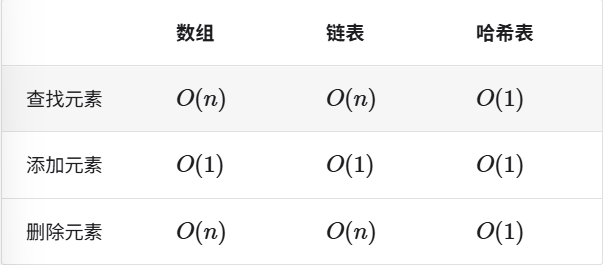 数组 链表 哈希表
查找元素 O(n) O(n) O(1)
添加元素 O(1) O(1) O(1)
删除元素 O(n) O(n) O(1)